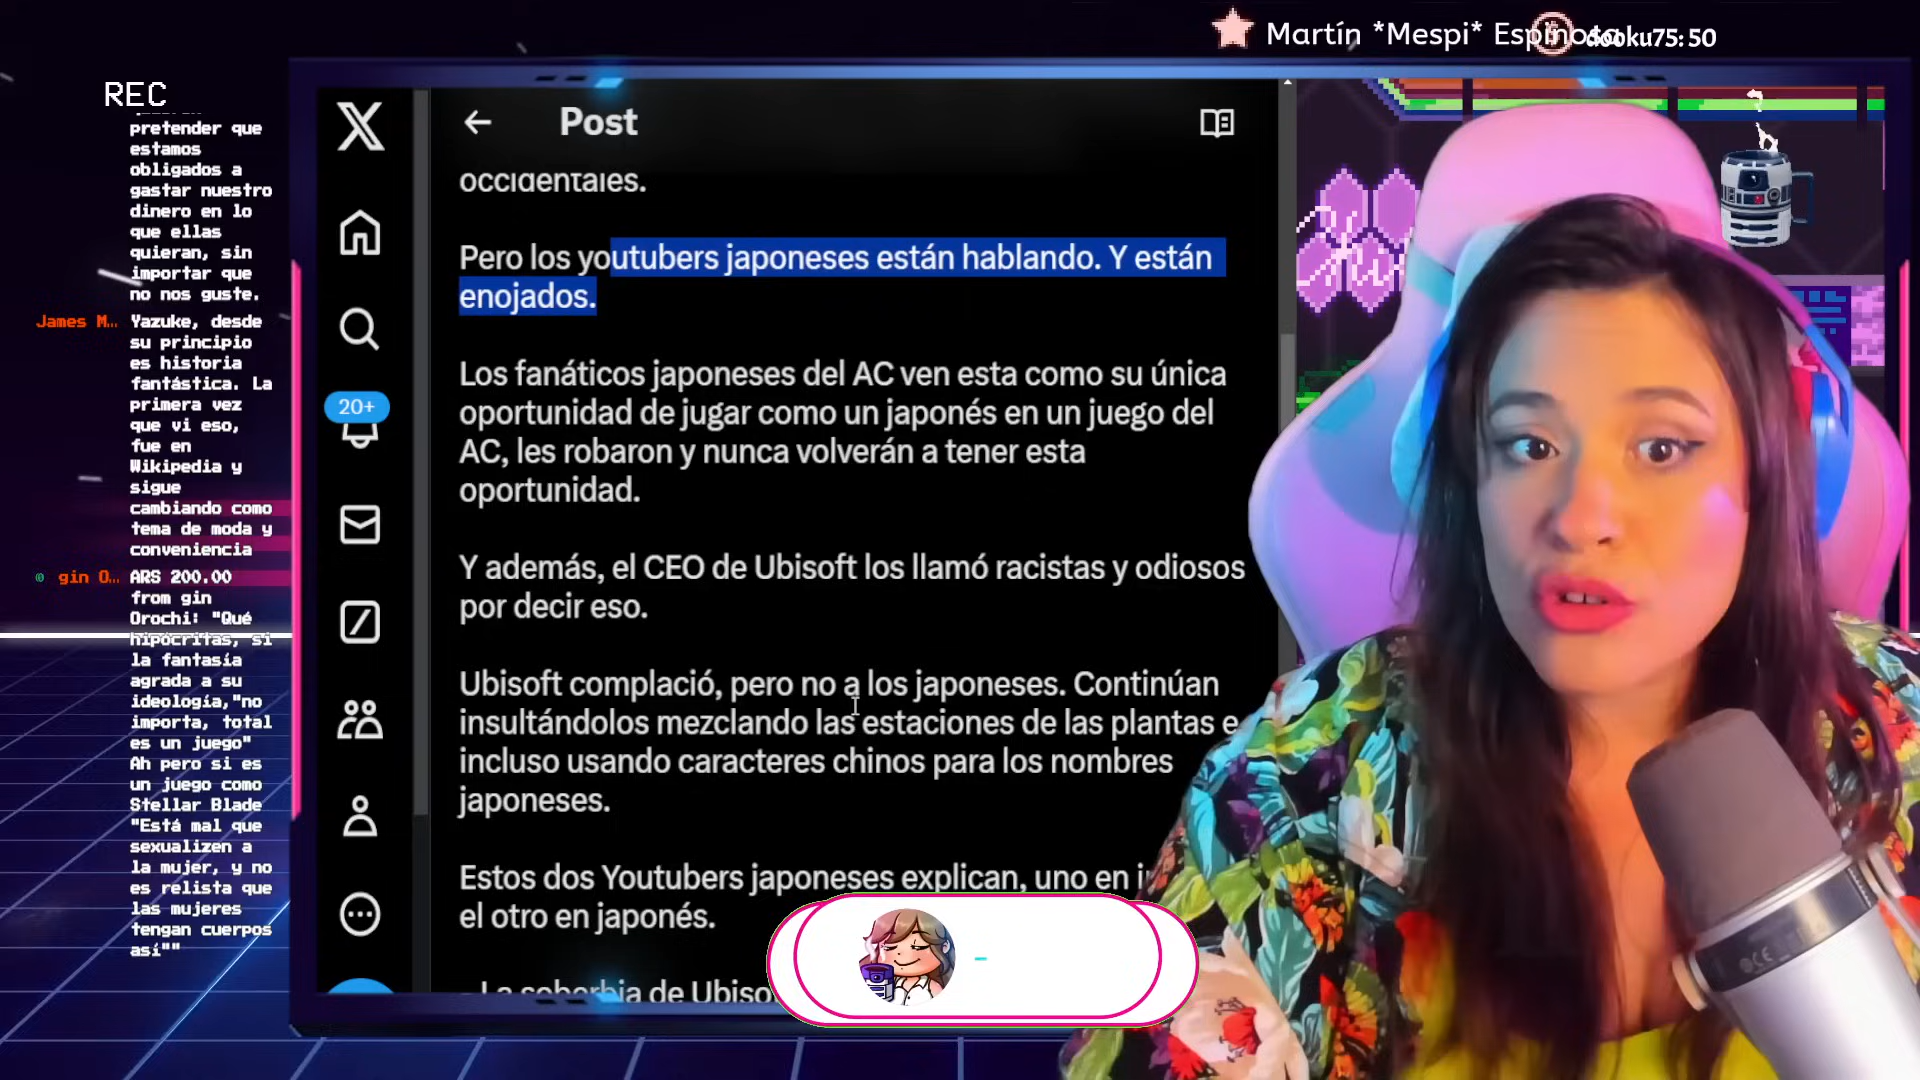 Martín *Mespi* Espinosa
dooku75: 50
REC
pretender que
estamos
obligados a
gastar nuestro
dinero en lo
que ellas
quieran, sin
importar que
no nos guste.
James M… Yazuke, desde
su principio
es historia
fantástica. La
primera vez
que vi eso,
fue en
Wikipedia y
sigue
cambiando como
tema de moda y
conveniencia
gin O… ARS 200.00
from gin
Orochi: "Qué
hipócritas, si
la fantasía
agrada a su
ideología,"no
importa, total
es un juego"
Ah pero si es
un juego como
Stellar Blade
"Está mal que
sexualizen a
la mujer, y no
es relista que
las mujeres
tengan cuerpos
así""
X
20+
Post
occidentales.
Pero los youtubers japoneses están hablando. Y están
enojados.
Los fanáticos japoneses del AC ven esta como su única
oportunidad de jugar como un japonés en un juego del
AC, les robaron y nunca volverán a tener esta
oportunidad.
Y además, el CEO de Ubisoft los llamó racistas y odiosos
por decir eso.
Ubisoft complació, pero no a los japoneses. Continúan
insultándolos mezclando las estaciones de las plantas e
incluso usando caracteres chinos para los nombres
japoneses.
Estos dos Youtubers japoneses explican, uno en
el otro en japonés.
- La soberbia de Ubisof